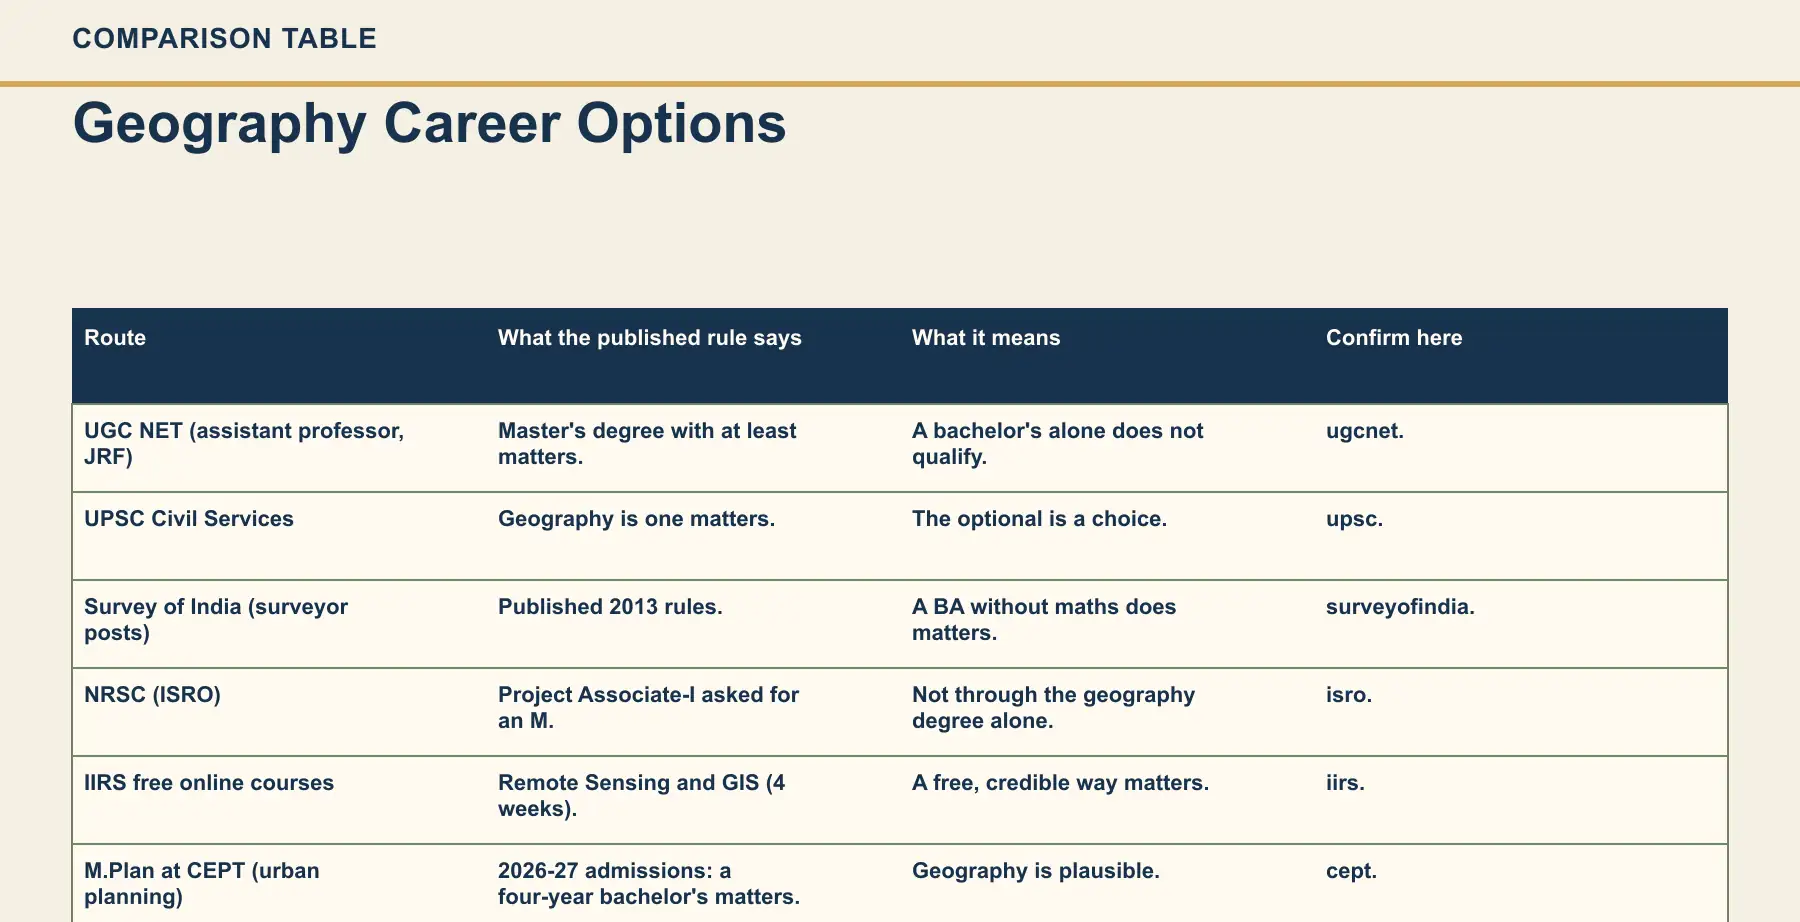 COMPARISON TABLE
Geography Career Options
Route What the published rule says What it means Confirm here
UGC NET (assistant professor, JRF) Master's degree with at least matters. A bachelor's alone does not qualify. ugcnet.
UPSC Civil Services Geography is one matters. The optional is a choice. upsc.
Survey of India (surveyor posts) Published 2013 rules. A BA without maths does matters. surveyofindia.
NRSC (ISRO) Project Associate-I asked for an M. Not through the geography degree alone. isro.
IIRS free online courses Remote Sensing and GIS (4 weeks). A free, credible way matters. iirs.
M.Plan at CEPT (urban planning) 2026-27 admissions: a four-year bachelor's matters. Geography is plausible. cept.